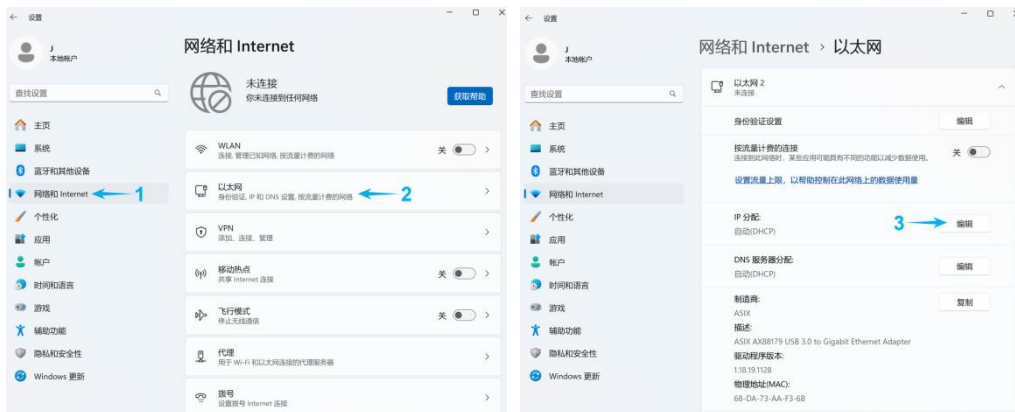 ← 设置
J
本地帐户
查找设置
主页
系统
蓝牙和其他设备
网络和 Internet
1
个性化
应用
帐户
时间和语言
游戏
辅助功能
隐私和安全性
Windows 更新
网络和 Internet
未连接
你未连接到任何网络
获取帮助
WLAN
连接, 管理已知网络, 按流量计费的网络
关
以太网
身份验证, IP 和 DNS 设置, 按流量计费的网络
2
VPN
添加、连接、管理
移动热点
共享 Internet 连接
关
飞行模式
停止无线通信
关
代理
用于 Wi-Fi 和以太网连接的代理服务器
拨号
设置拨号 Internet 连接
← 设置
J
本地帐户
查找设置
主页
系统
蓝牙和其他设备
网络和 Internet
个性化
应用
帐户
时间和语言
游戏
辅助功能
隐私和安全性
Windows 更新
网络和 Internet › 以太网
以太网 2
未连接
身份验证设置
编辑
按流量计费的连接
连接到此网络时，某些应用可能具有不同的功能以减少数据使用。
关
设置流量上限，以帮助控制在此网络上的数据使用量
IP 分配:
自动(DHCP)
3
编辑
DNS 服务器分配:
自动(DHCP)
编辑
制造商:
ASIX
复制
描述:
ASIX AX88179 USB 3.0 to Gigabit Ethernet Adapter
驱动程序版本:
1.18.19.1128
物理地址(MAC):
68-DA-73-AA-F3-6B